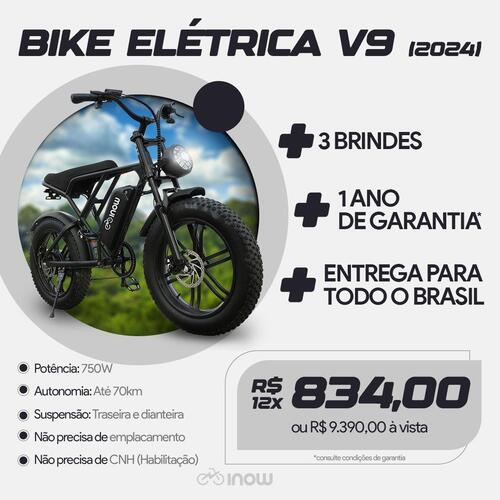 BIKE ELÉTRICA V9 (2024)
+ 3 BRINDES
+ 1 ANO
DE GARANTIA*
+ ENTREGA PARA
TODO O BRASIL
inow
Potência: 750W
Autonomia: Até 70km
Suspensão: Traseira e dianteira
Não precisa de emplacamento
Não precisa de CNH (Habilitação)
R$
12X 834,00
ou R$ 9.390,00 à vista
*consulte condições de garantia
inow